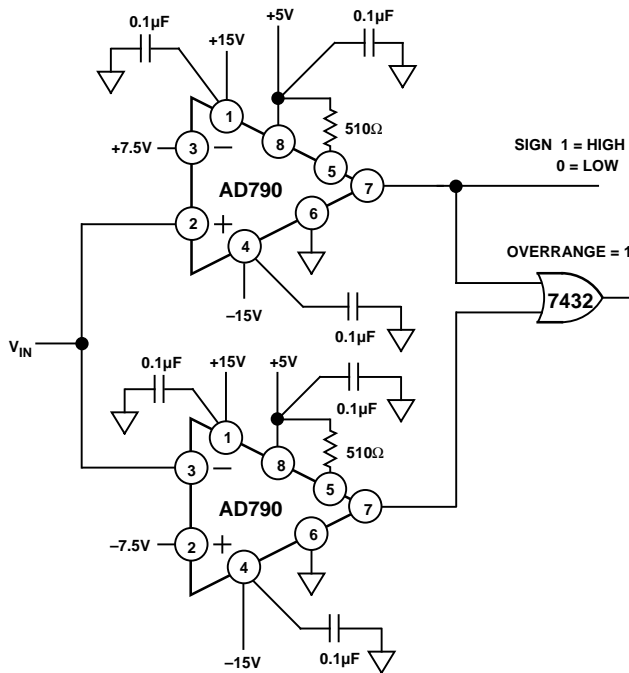 0.1µF
+15V
+5V
0.1µF
1
8
510Ω
+7.5V
3
–
5
SIGN 1 = HIGH
0 = LOW
AD790
7
2
+
6
4
OVERRANGE = 1
–15V
7432
0.1µF
V_IN
0.1µF
+15V
+5V
0.1µF
1
8
510Ω
3
–
5
AD790
7
–7.5V
2
+
6
4
–15V
0.1µF